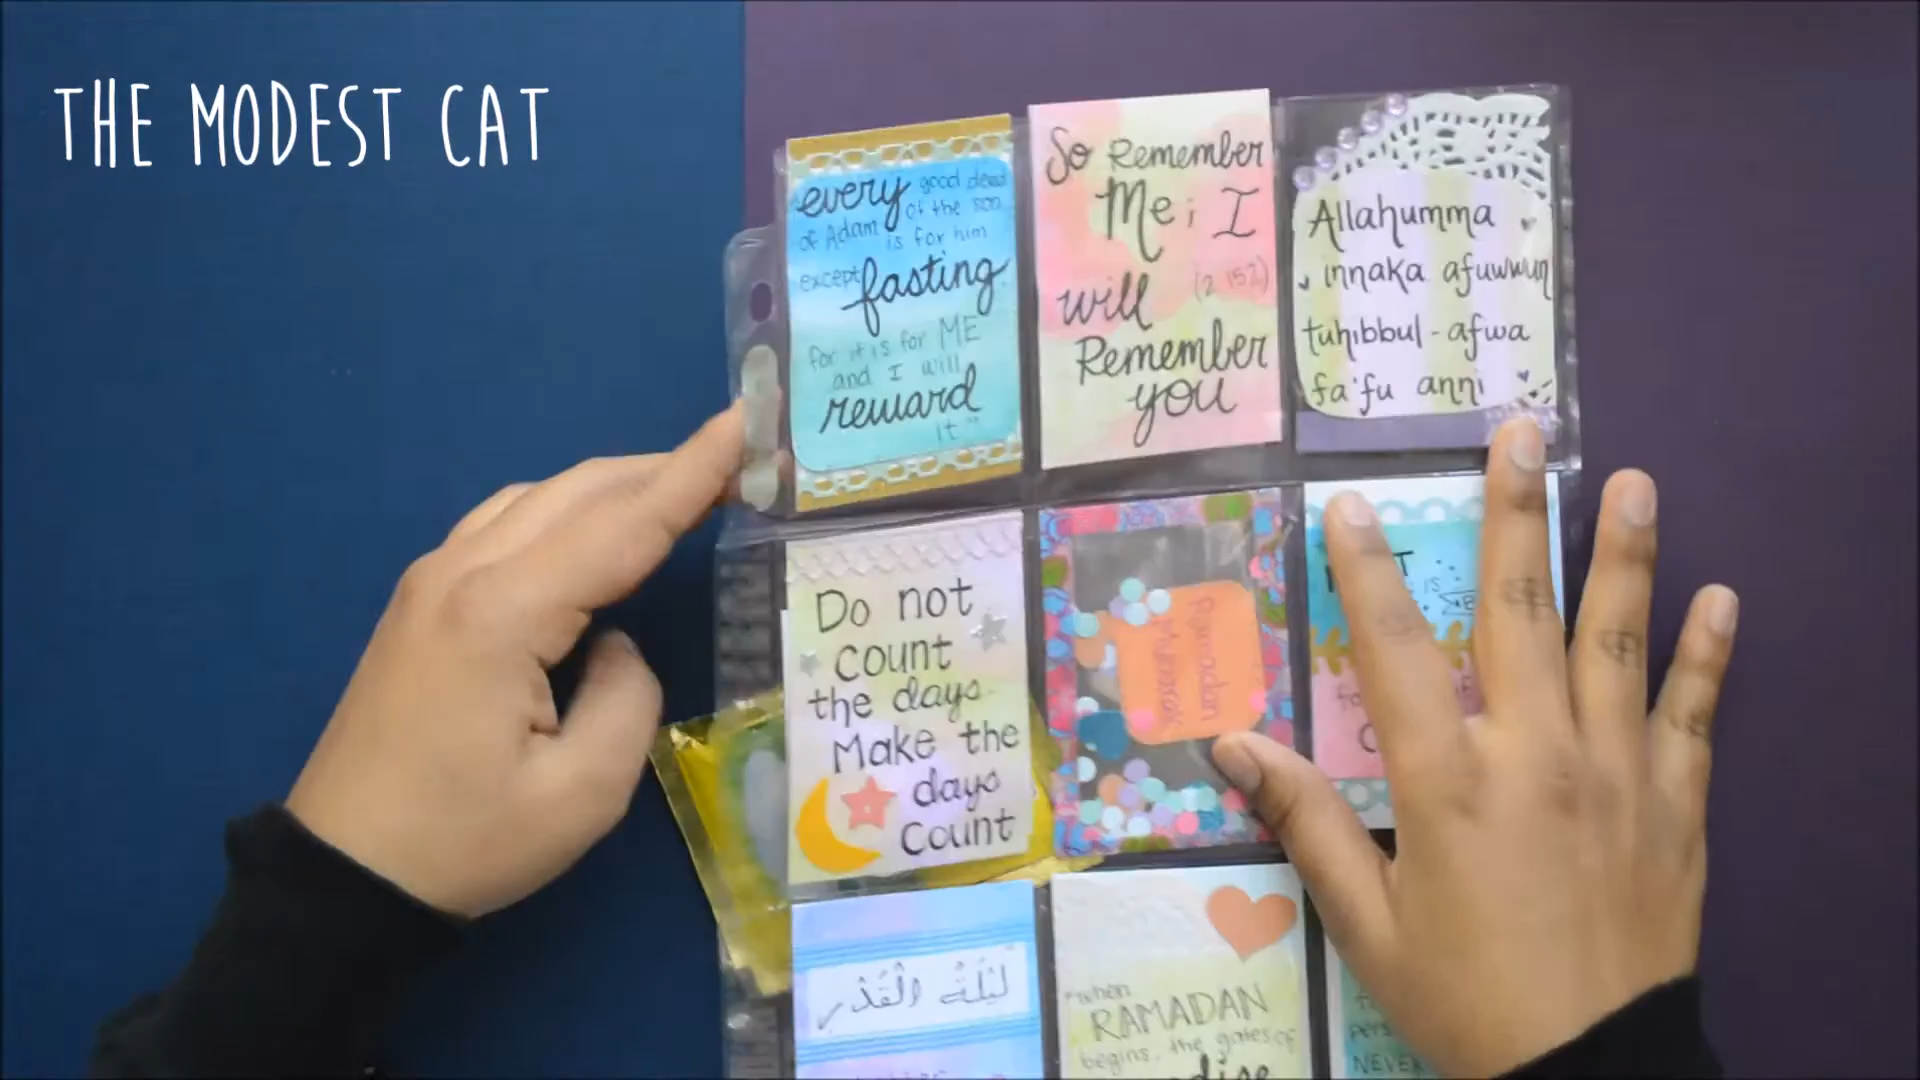 THE MODEST CAT
every good deed
of the son
of Adam is for him
except fasting
for it is for ME
and I will
reward
it"
So Remember
Me; I
will (2 152)
Remember
you
Allahumma
innaka afuwwun
tuhibbul-afwa
fa'fu anni
Do not
count
the days-
Make the
days
Count
Ramadan
Mubarak
IS
لَيْلَةُ الْقَدْرِ
"when
RAMADAN
begins, the gates of
NEVER